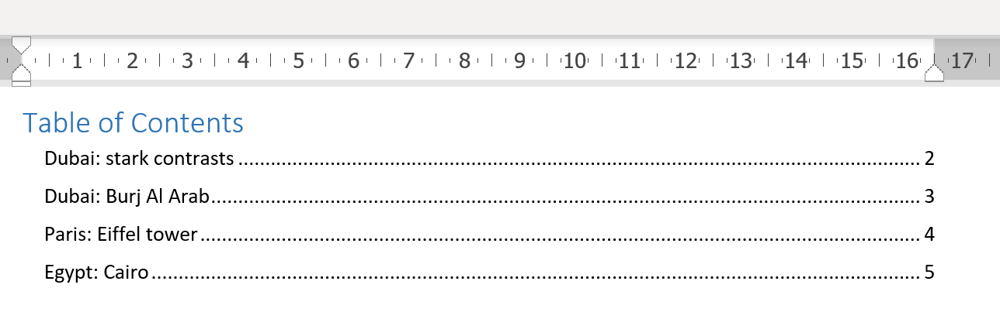 1 2 3 4 5 6 7 8 9 10 11 12 13 14 15 16 17
Table of Contents
Dubai: stark contrasts ........................................................................................................................... 2
Dubai: Burj Al Arab................................................................................................................................ 3
Paris: Eiffel tower .................................................................................................................................. 4
Egypt: Cairo ........................................................................................................................................... 5